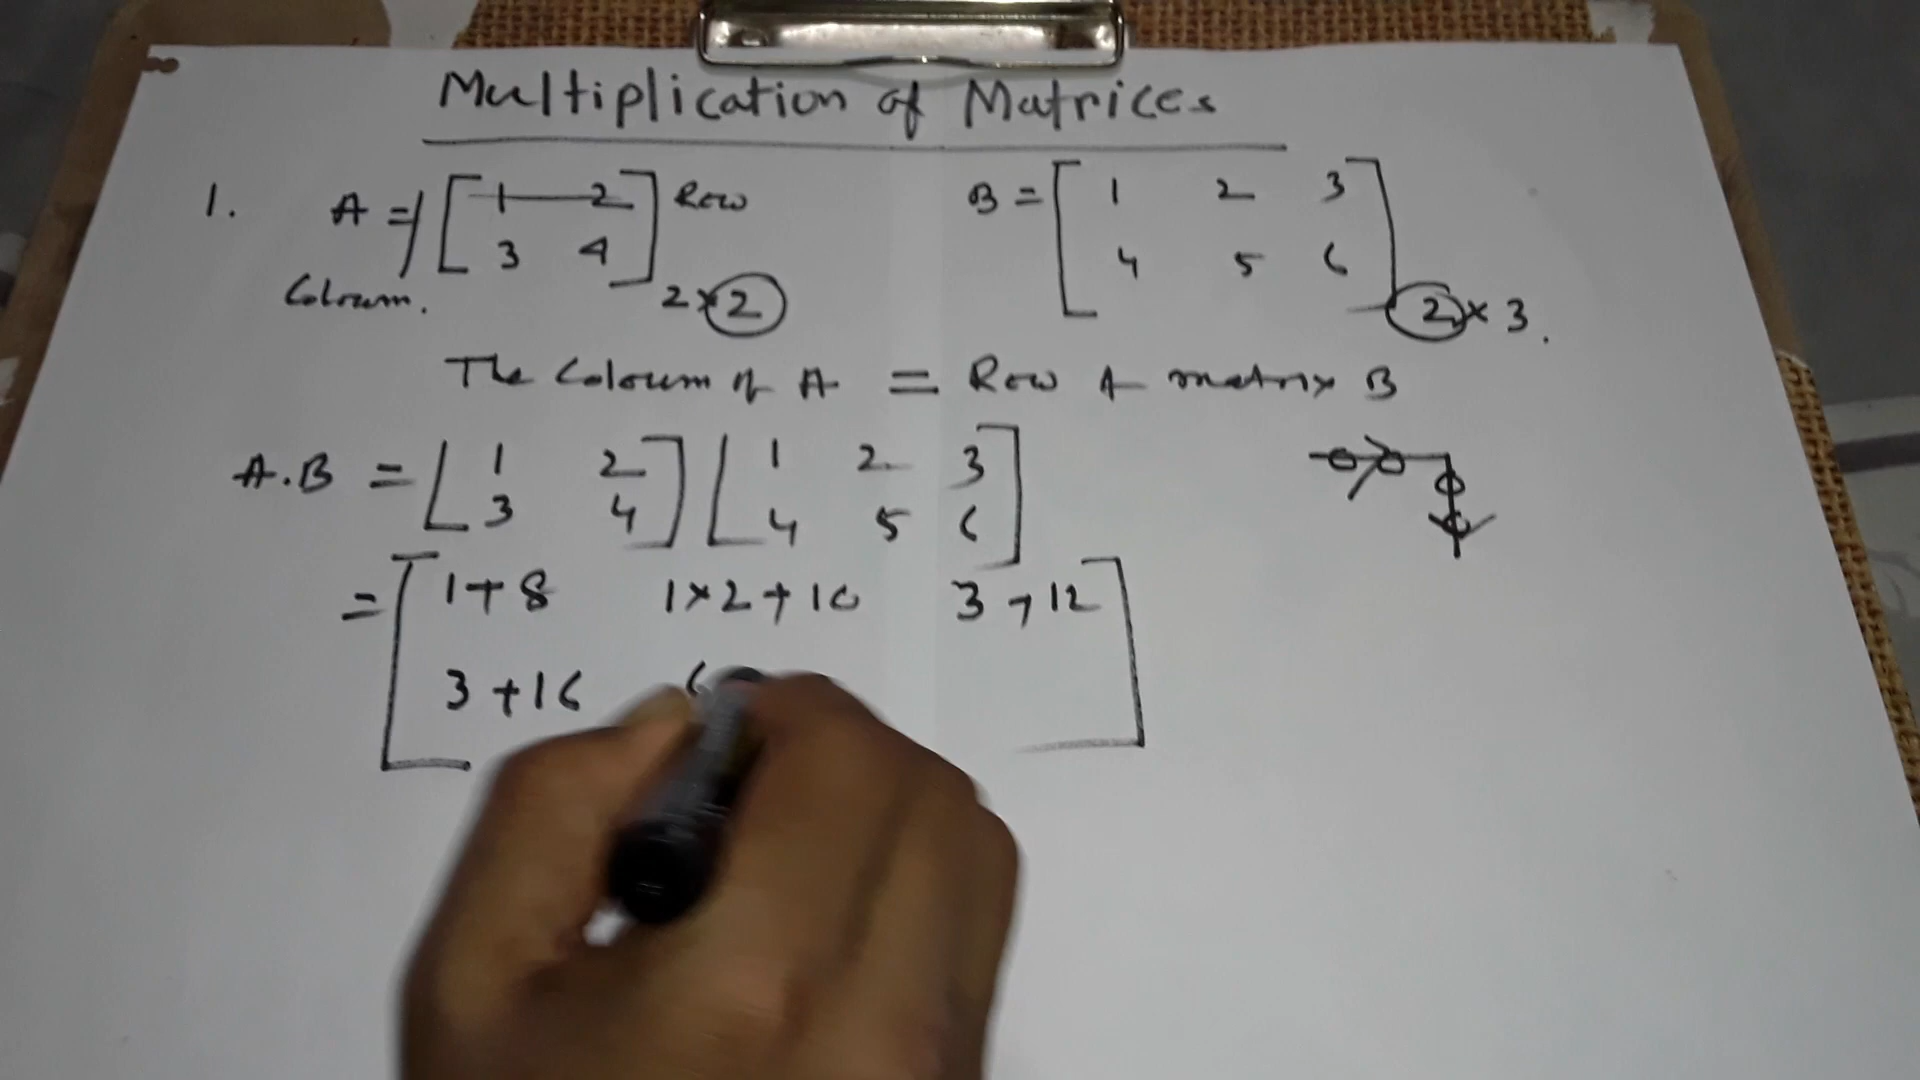 Multiplication of Matrices
1. A = [ 1 2 ] Row B = [ 1 2 3 ]
3 4 4 5 6
Coloum. 2 × 2 2 × 3.
The Coloum of A = Row of matrix B
A.B = [ 1 2 ] [ 1 2 3 ]
3 4 4 5 6
= [ 1+8 1×2+10 3+12 ]
3+16 6